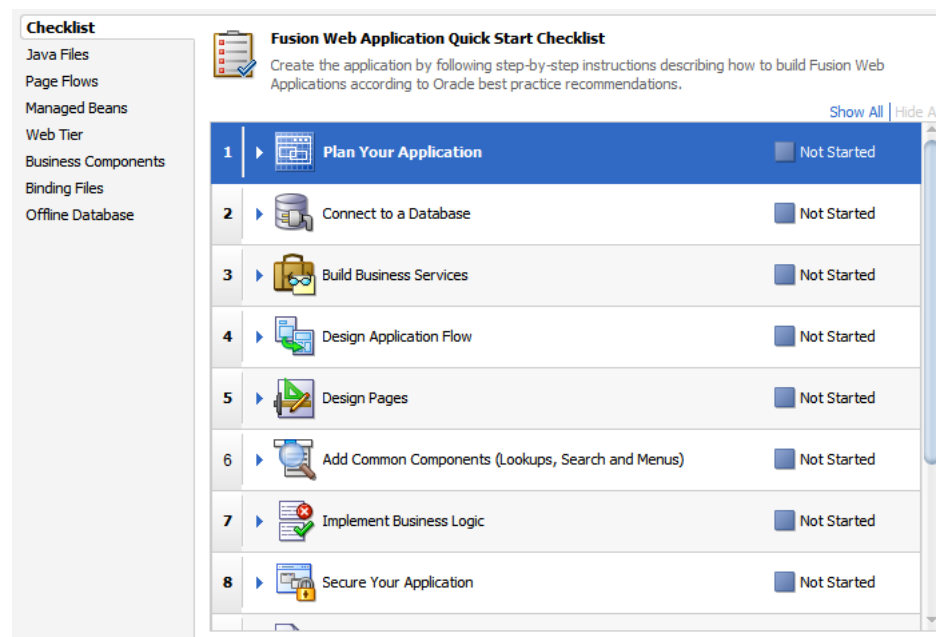 Checklist
Java Files
Page Flows
Managed Beans
Web Tier
Business Components
Binding Files
Offline Database
Fusion Web Application Quick Start Checklist
Create the application by following step-by-step instructions describing how to build Fusion Web
Applications according to Oracle best practice recommendations.
Show All | Hide A
1 Plan Your Application Not Started
2 Connect to a Database Not Started
3 Build Business Services Not Started
4 Design Application Flow Not Started
5 Design Pages Not Started
6 Add Common Components (Lookups, Search and Menus) Not Started
7 Implement Business Logic Not Started
8 Secure Your Application Not Started